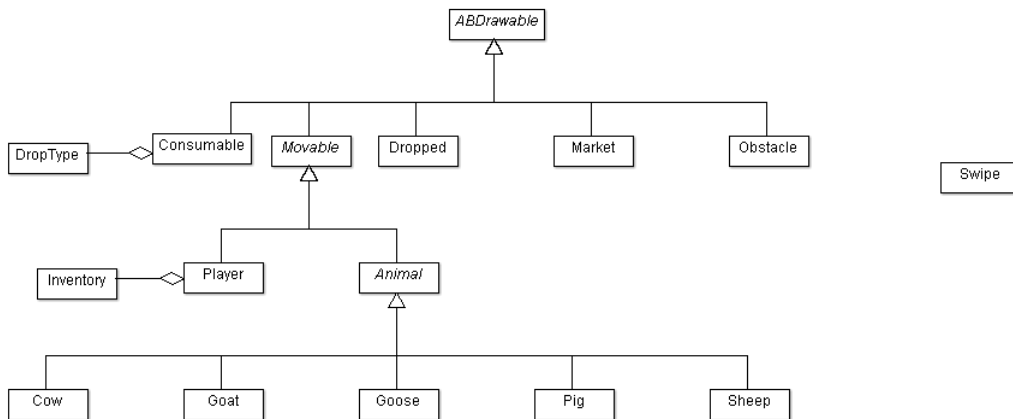 ABDrawable
DropType
Consumable
Movable
Dropped
Market
Obstacle
Swipe
Inventory
Player
Animal
Cow
Goat
Goose
Pig
Sheep